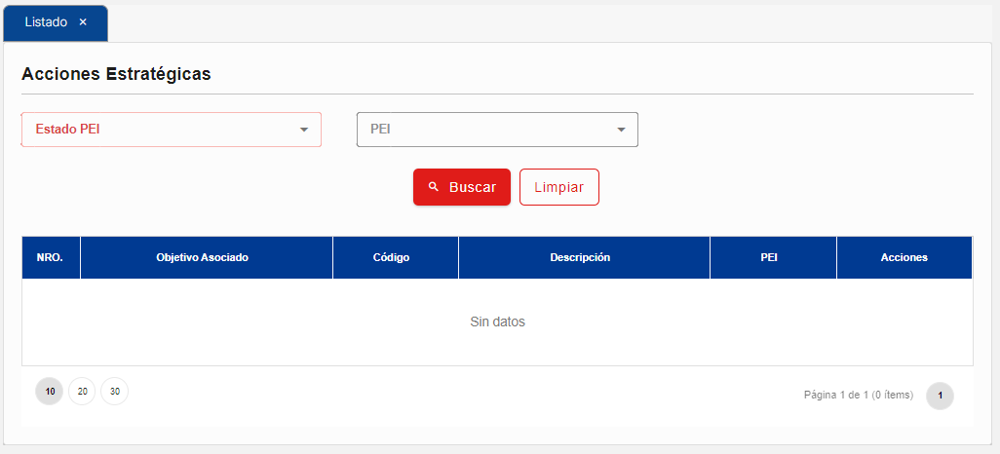 Listado ×
Acciones Estratégicas
Estado PEI PEI
Buscar Limpiar
NRO. Objetivo Asociado Código Descripción PEI Acciones
Sin datos
10 20 30 Página 1 de 1 (0 ítems) 1